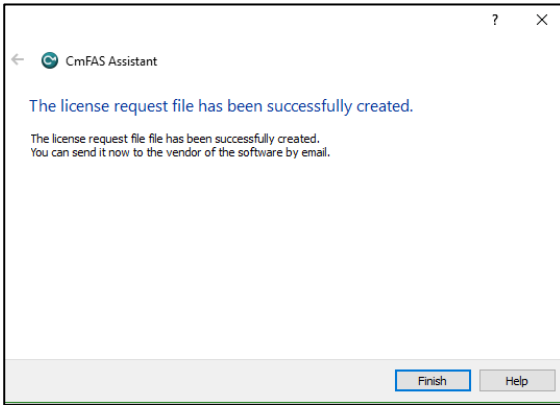 CmFAS Assistant
The license request file has been successfully created.
The license request file file has been successfully created.
You can send it now to the vendor of the software by email.
Finish
Help